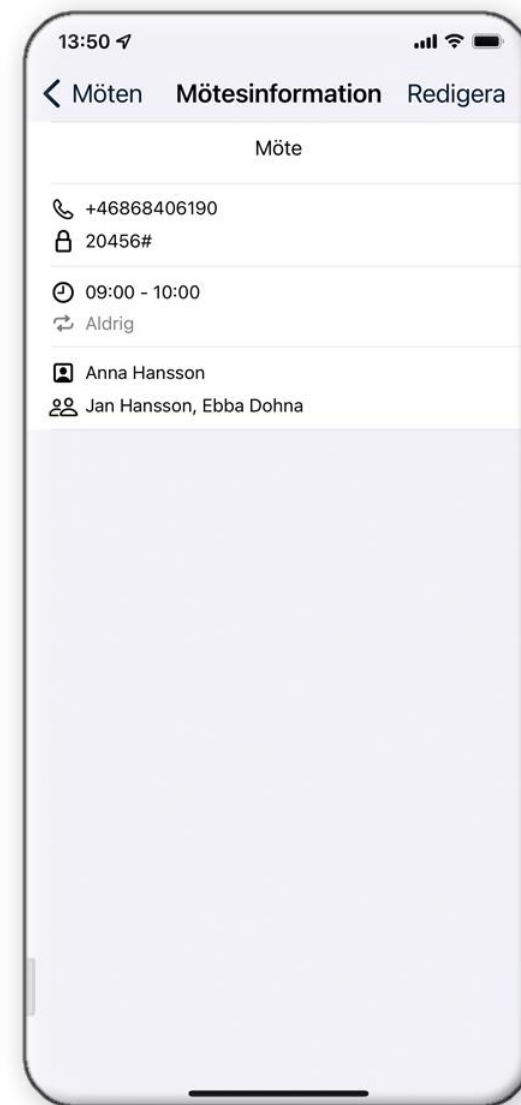 13:50
Möten Mötesinformation Redigera
Möte
+46868406190
20456#
09:00 - 10:00
Aldrig
Anna Hansson
Jan Hansson, Ebba Dohna